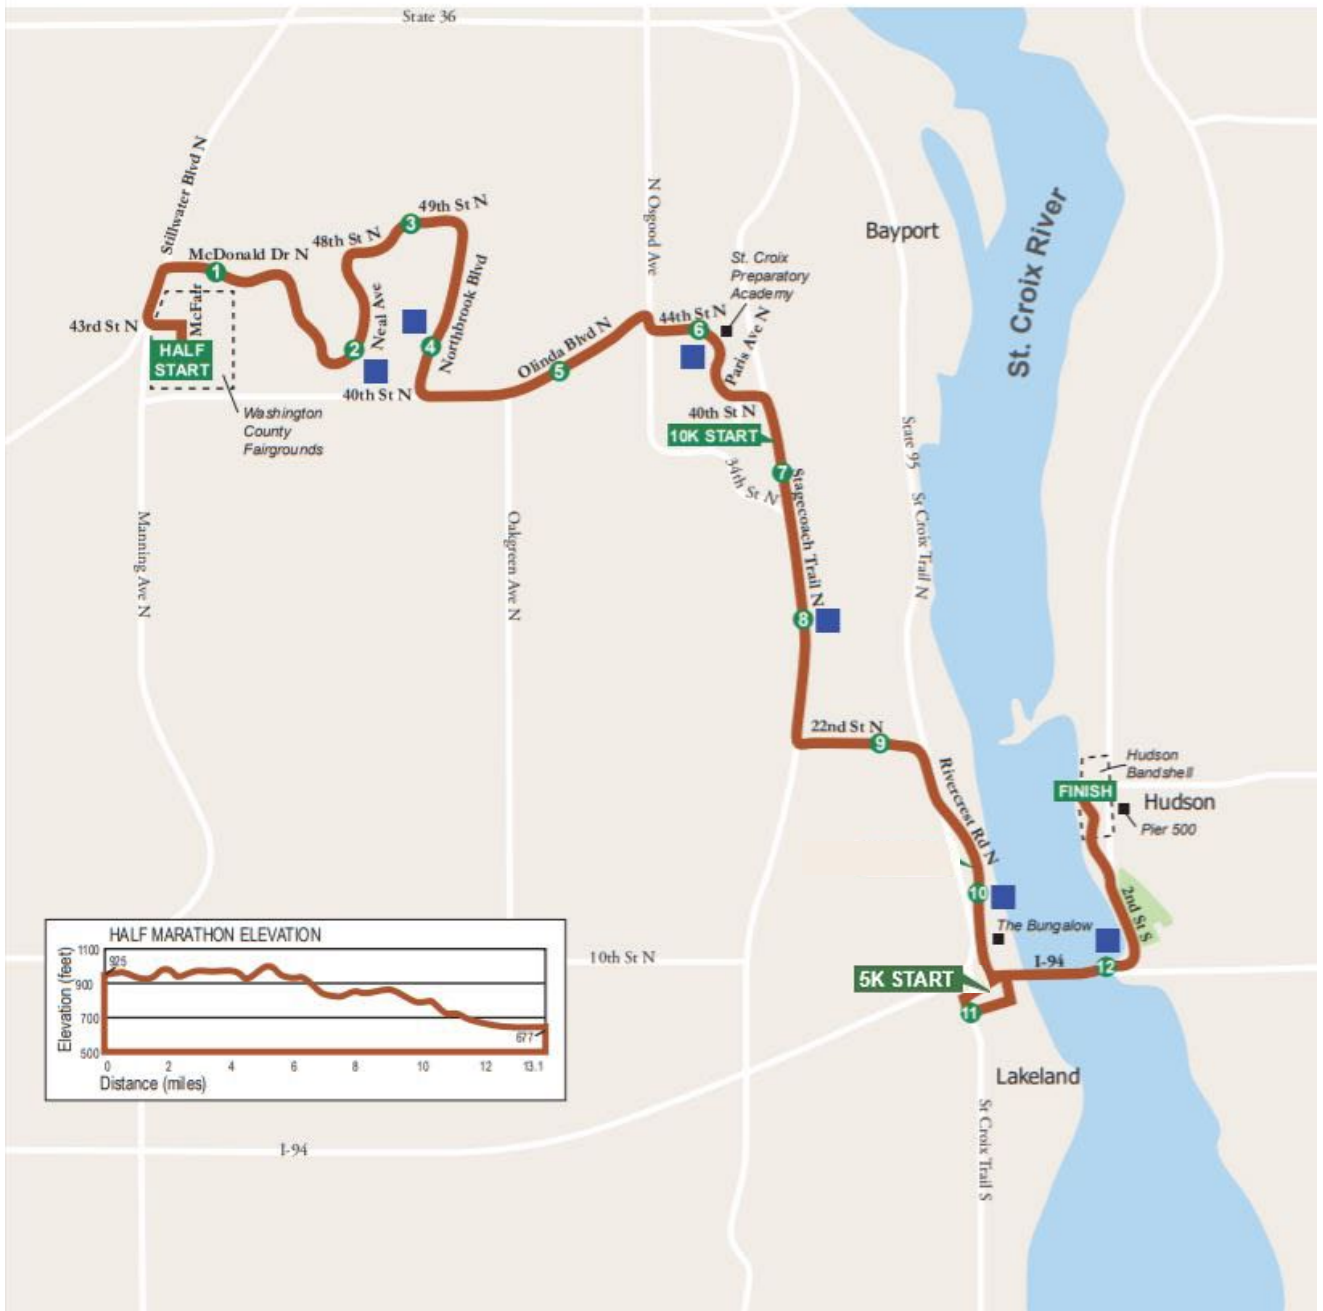 State 36
Stillwater Blvd N
McDonald Dr N
48th St N
49th St N
N Osgood Ave
Bayport
St. Croix River
St. Croix
Preparatory
Academy
1
2
3
4
5
6
7
8
9
10
11
12
43rd St N
McFair
HALF
START
Neal Ave
Northbrook Blvd
Olinda Blvd N
44th St N
Paris Ave N
40th St N
40th St N
Washington
County
Fairgrounds
10K START
34th St N
Stagecoach Trail N
State 95
St Croix Trail N
Manning Ave N
Oakgreen Ave N
22nd St N
Rivercrest Rd N
Hudson
Bandshell
FINISH
Hudson
Pier 500
2nd St S
The Bungalow
I-94
5K START
10th St N
Lakeland
St Croix Trail S
I-94
HALF MARATHON ELEVATION
Elevation (feet)
1100
900
700
500
925
677
0 2 4 6 8 10 12 13.1
Distance (miles)